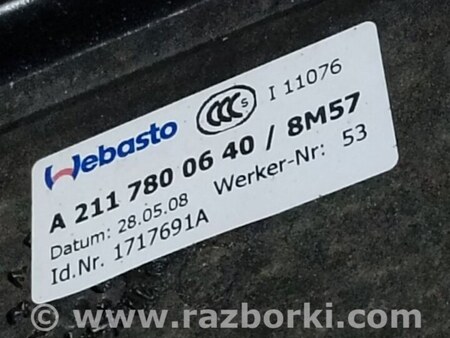 Webasto CCC S I 11076
A 211 780 06 40 / 8M57
Datum: 28.05.08 Werker-Nr: 53
Id.Nr. 1717691A
© www.razborki.com